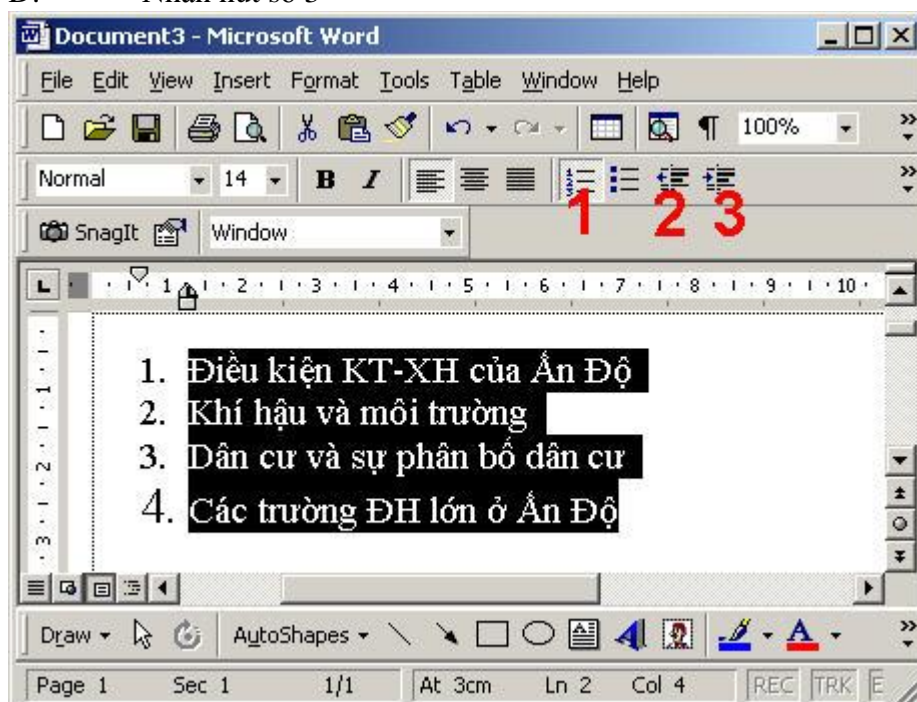 D. Nhấn nút số 3
Document3 - Microsoft Word
File Edit View Insert Format Tools Table Window Help
100%
Normal 14 B I
1 2 3
SnagIt Window
1 2 3 4 5 6 7 8 9 10
1. Điều kiện KT-XH của Ấn Độ
2. Khí hậu và môi trường
3. Dân cư và sự phân bố dân cư
4. Các trường ĐH lớn ở Ấn Độ
1
2
3
Draw AutoShapes A
Page 1 Sec 1 1/1 At 3cm Ln 2 Col 4 REC TRK E